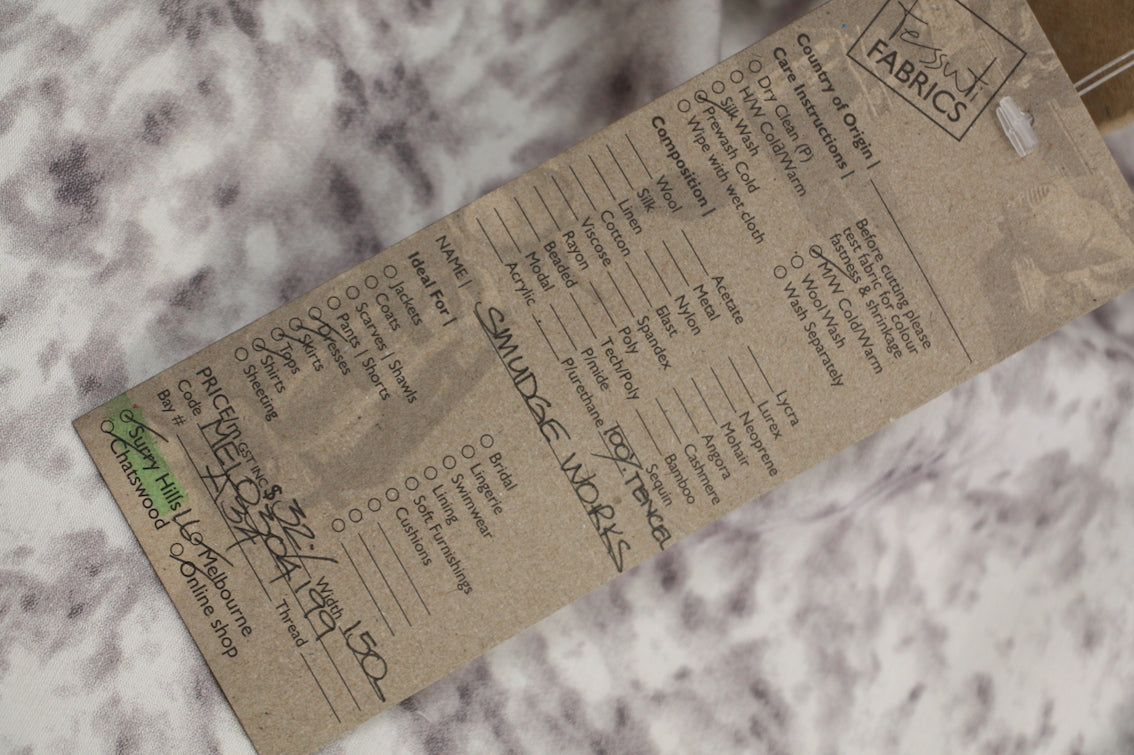 Tessuti
FABRICS
Country of Origin |
Care Instructions |
Dry Clean (P)
H/W Cold/Warm
Silk Wash
Prewash Cold
Wipe with wet cloth
Before cutting please
test fabric for colour
fastness & shrinkage
M/W Cold/Warm
Wool Wash
Wash Separately
Composition |
Wool
Silk
Linen
Cotton
Viscose
Rayon
Beaded
Modal
Acrylic
Acetate
Metal
Nylon
Elast
Spandex
Poly
Tech/Poly
P/mide
P/urethane
Lycra
Lurex
Neoprene
Mohair
Angora
Cashmere
Bamboo
Sequin
100% TENCEL
NAME | SMUDGE WORKS
Ideal For |
Jackets
Coats
Scarves | Shawls
Pants | Shorts
Dresses
Skirts
Tops
Shirts
Sheeting
Bridal
Lingerie
Swimwear
Lining
Soft Furnishings
Cushions
PRICE/M GST INC $ 32.- Width 150
Code
Bay #
Thread
Surry Hills Melbourne
Chatswood Online shop